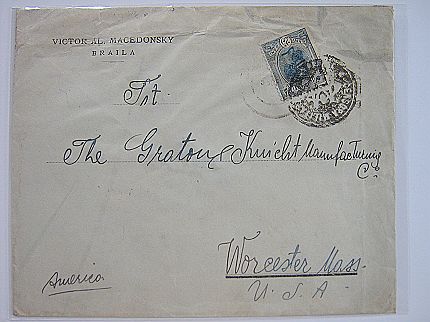 VICTOR AL. MACEDONSKY
BRAILA
Tit.
The Graton & Knight Manufacturing
Co.
Worcester Mass.
U. S. A
America